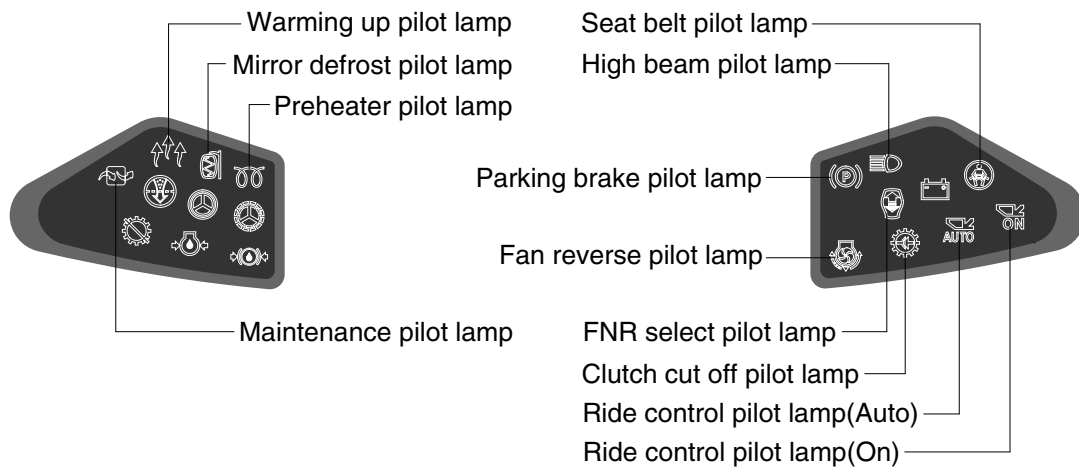 Warming up pilot lamp
Mirror defrost pilot lamp
Preheater pilot lamp
Maintenance pilot lamp
Seat belt pilot lamp
High beam pilot lamp
Parking brake pilot lamp
Fan reverse pilot lamp
P
AUTO
ON
FNR select pilot lamp
Clutch cut off pilot lamp
Ride control pilot lamp(Auto)
Ride control pilot lamp(On)